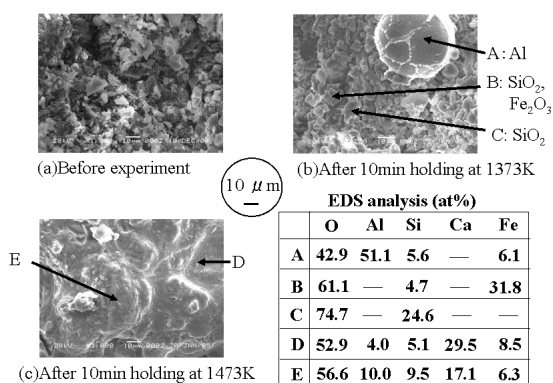 A: Al
B: SiO2,
Fe2O3
C: SiO2
(a)Before experiment
(b)After 10min holding at 1373K
10 μm
E
D
(c)After 10min holding at 1473K
EDS analysis (at%)
O Al Si Ca Fe
A 42.9 51.1 5.6 — 6.1
B 61.1 — 4.7 — 31.8
C 74.7 — 24.6 — —
D 52.9 4.0 5.1 29.5 8.5
E 56.6 10.0 9.5 17.1 6.3